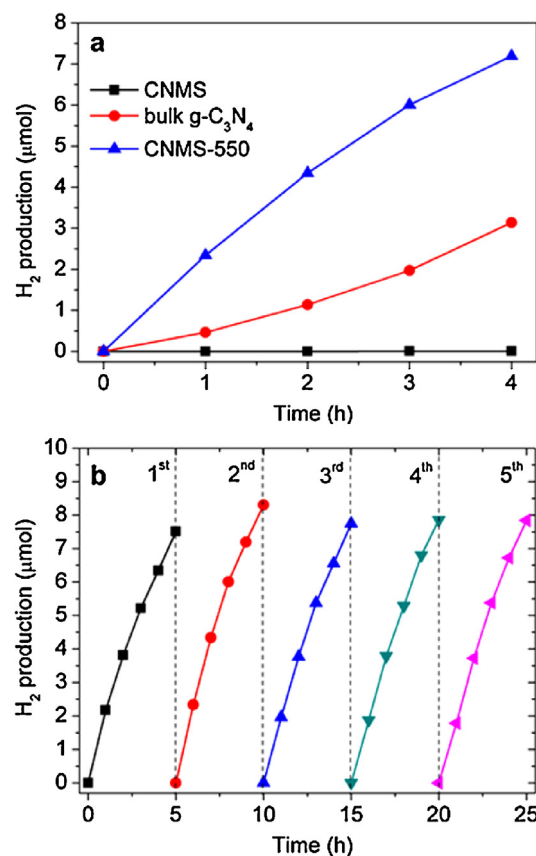 a
8
7
6
5
4
3
2
1
0
H₂ production (μmol)
CNMS
bulk g-C₃N₄
CNMS-550
0 1 2 3 4
Time (h)
b
1st 2nd 3rd 4th 5th
10
9
8
7
6
5
4
3
2
1
0
H₂ production (μmol)
0 5 10 15 20 25
Time (h)